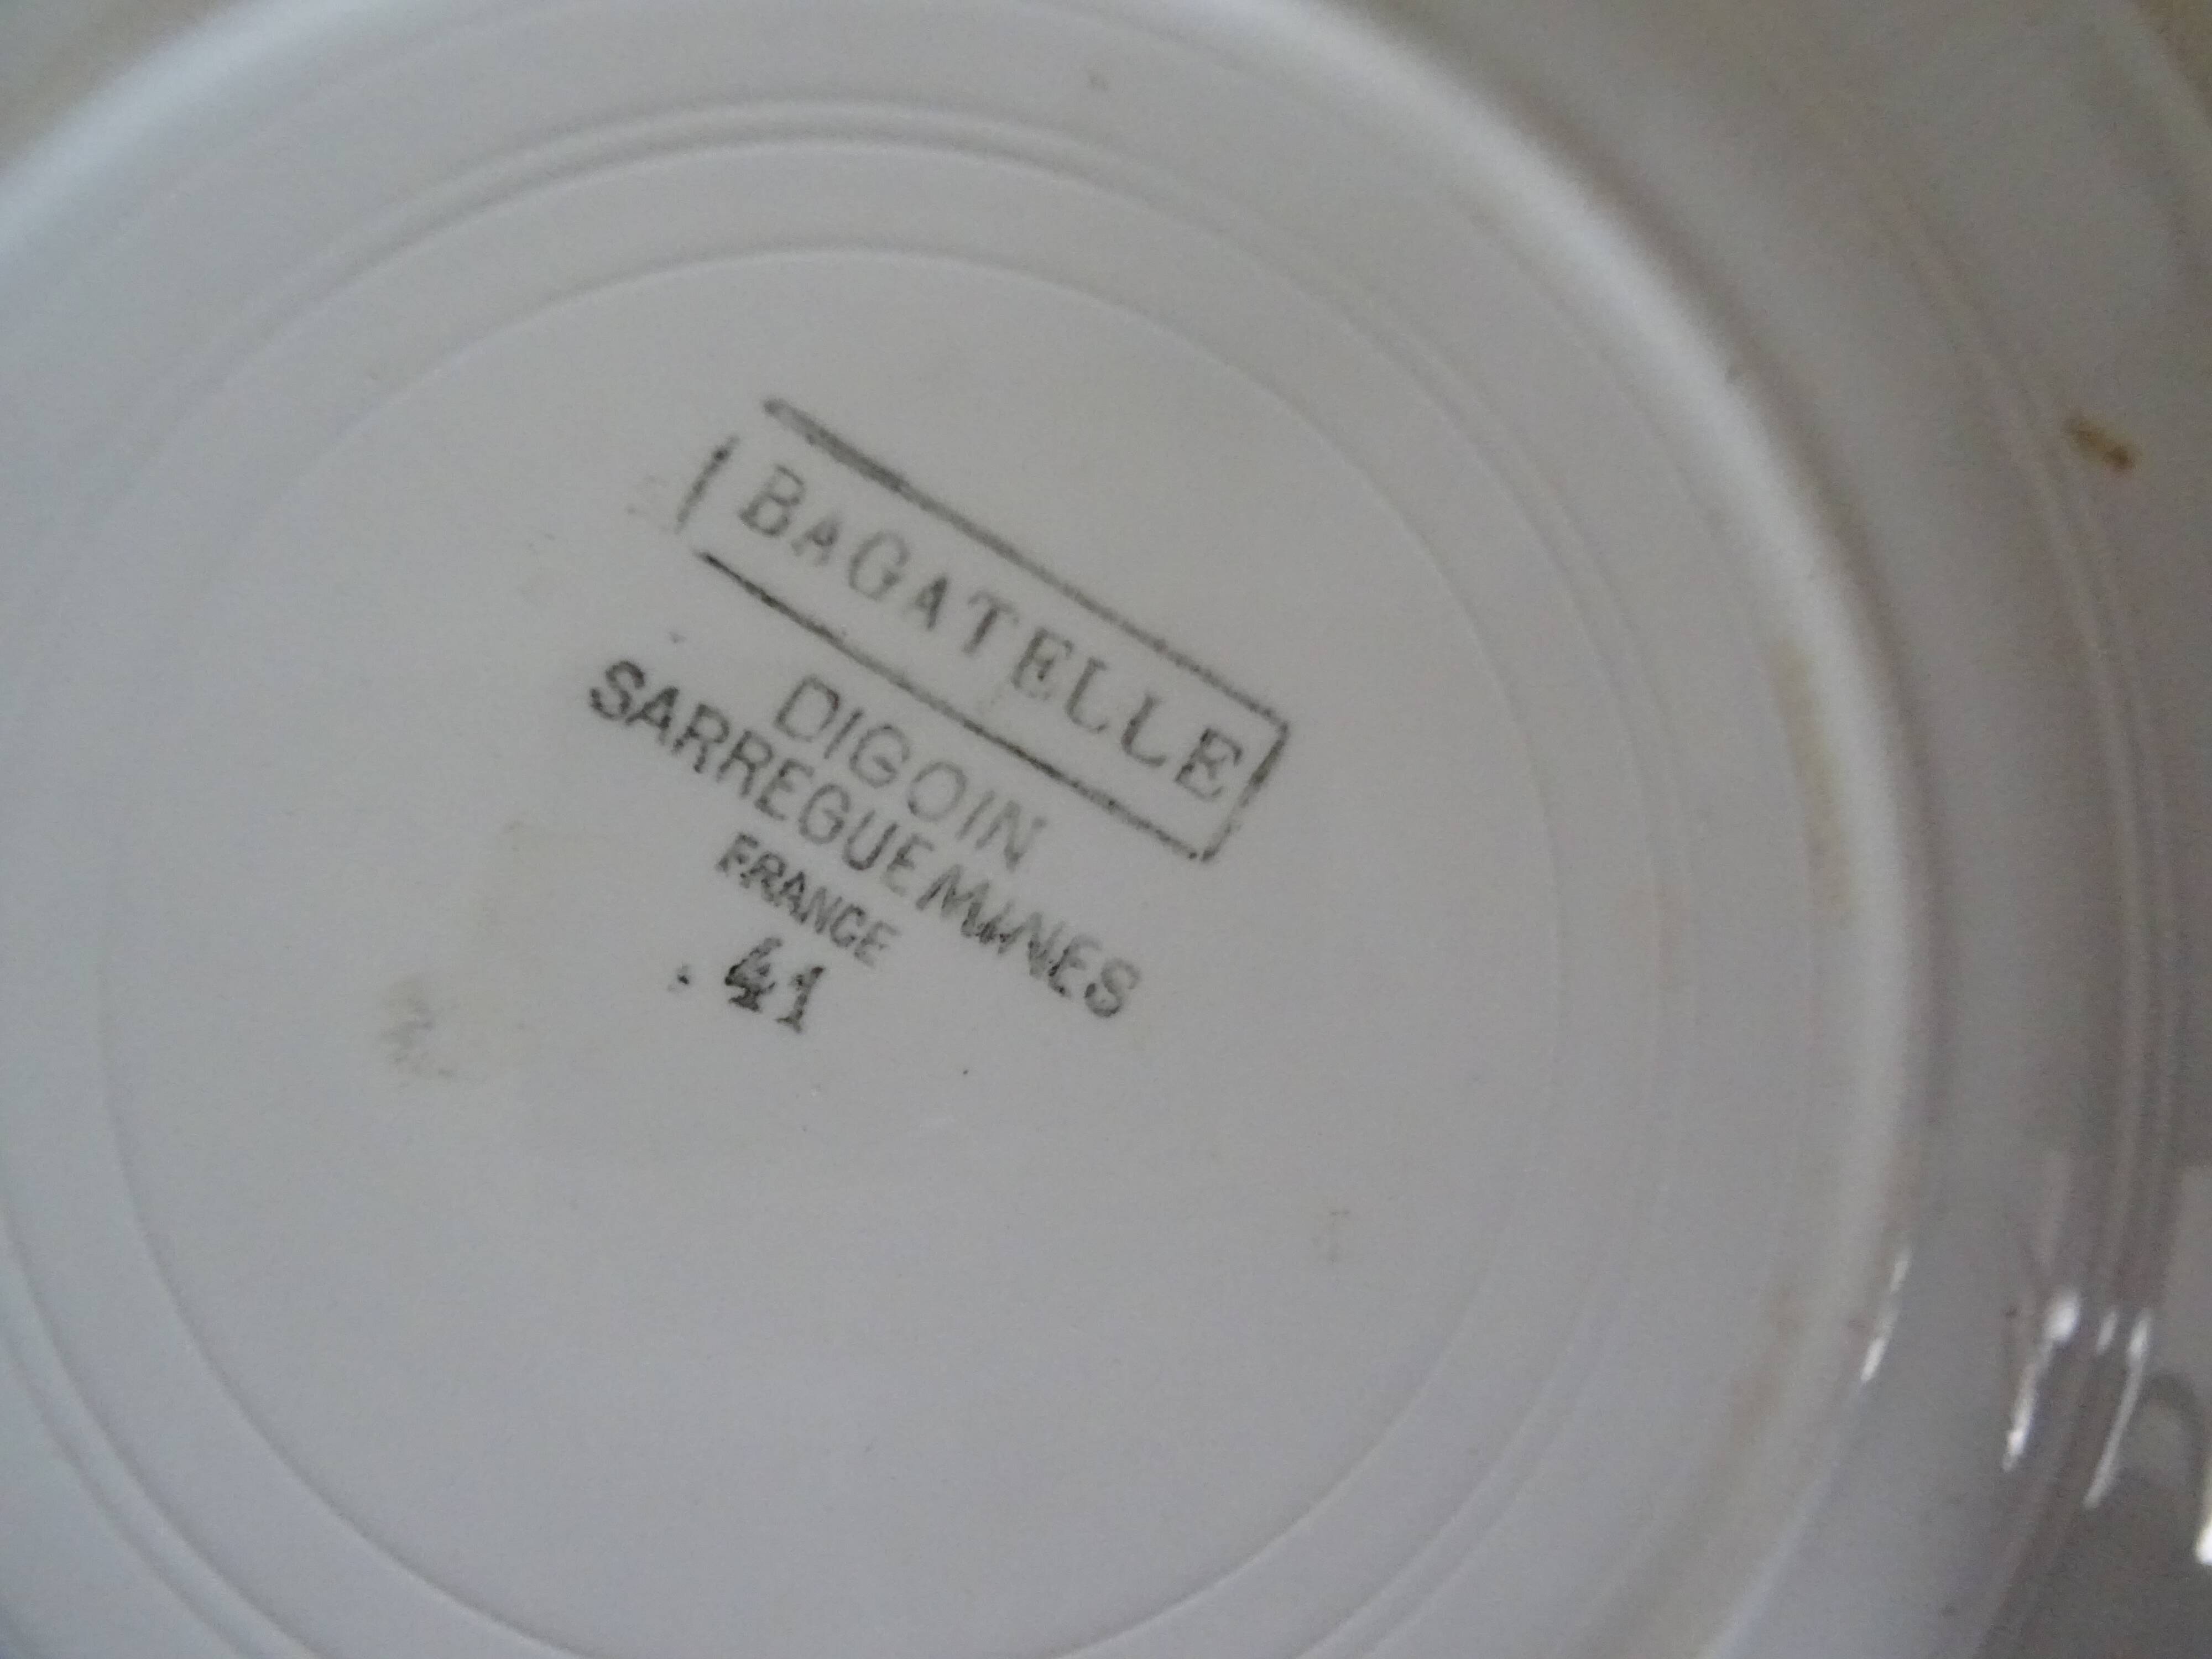 BAGATELLE
DIGOIN
SARREGUEMINES
FRANCE
. 41